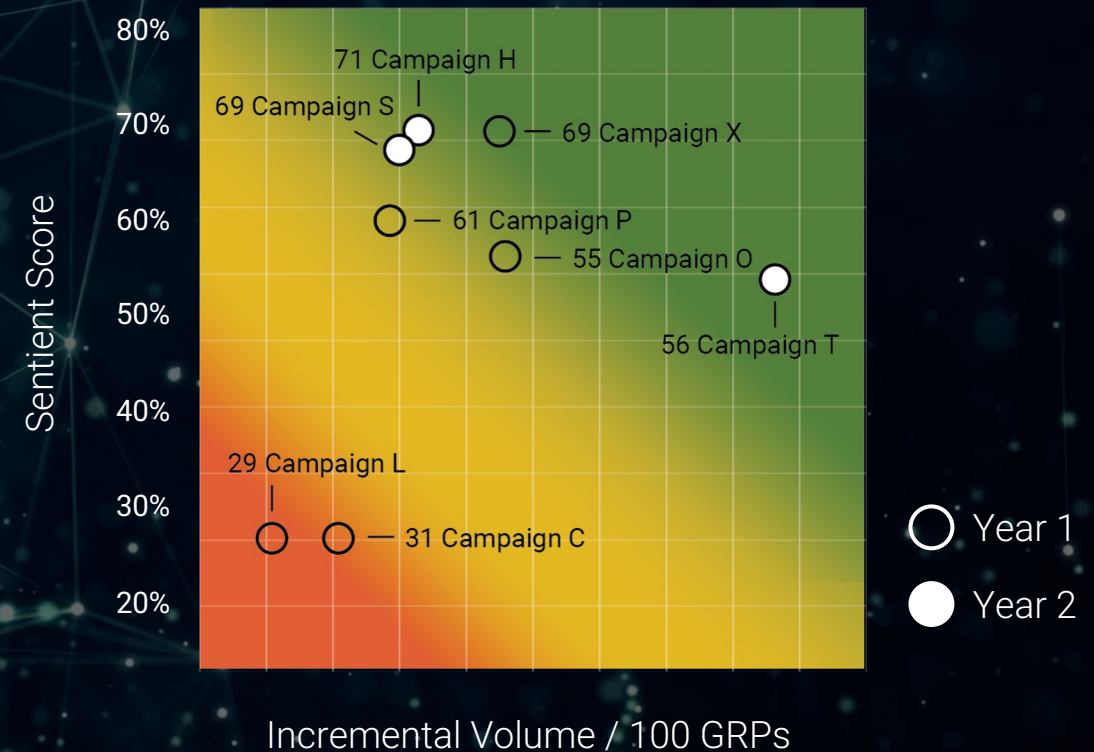 80%
71 Campaign H
69 Campaign S
70%
69 Campaign X
60%
61 Campaign P
55 Campaign O
50%
56 Campaign T
Sentient Score
40%
29 Campaign L
30%
31 Campaign C
20%
Year 1
Year 2
Incremental Volume / 100 GRPs